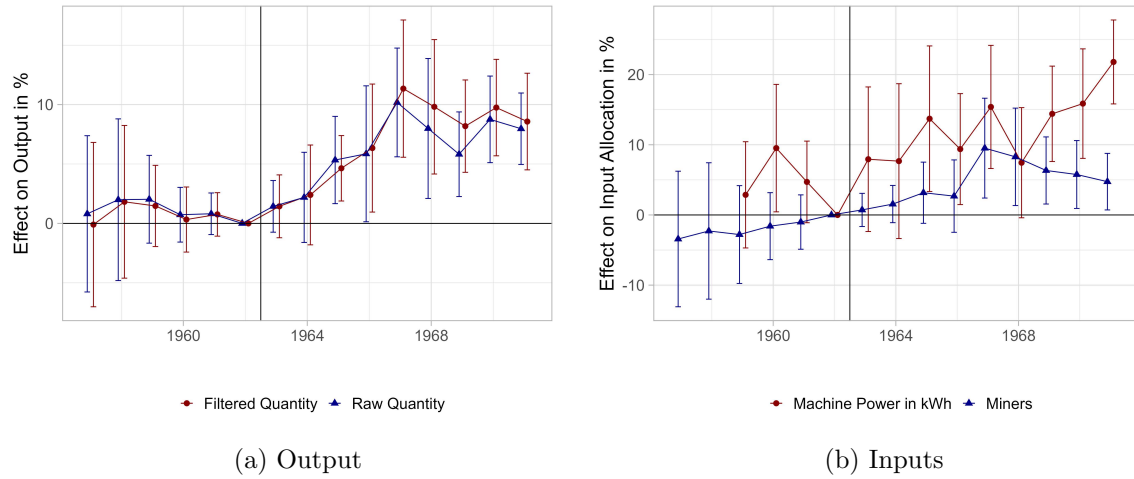 Effect on Output in %
10
0
1960
1964
1968
Filtered Quantity
Raw Quantity
(a) Output
Effect on Input Allocation in %
20
10
0
-10
1960
1964
1968
Machine Power in kWh
Miners
(b) Inputs